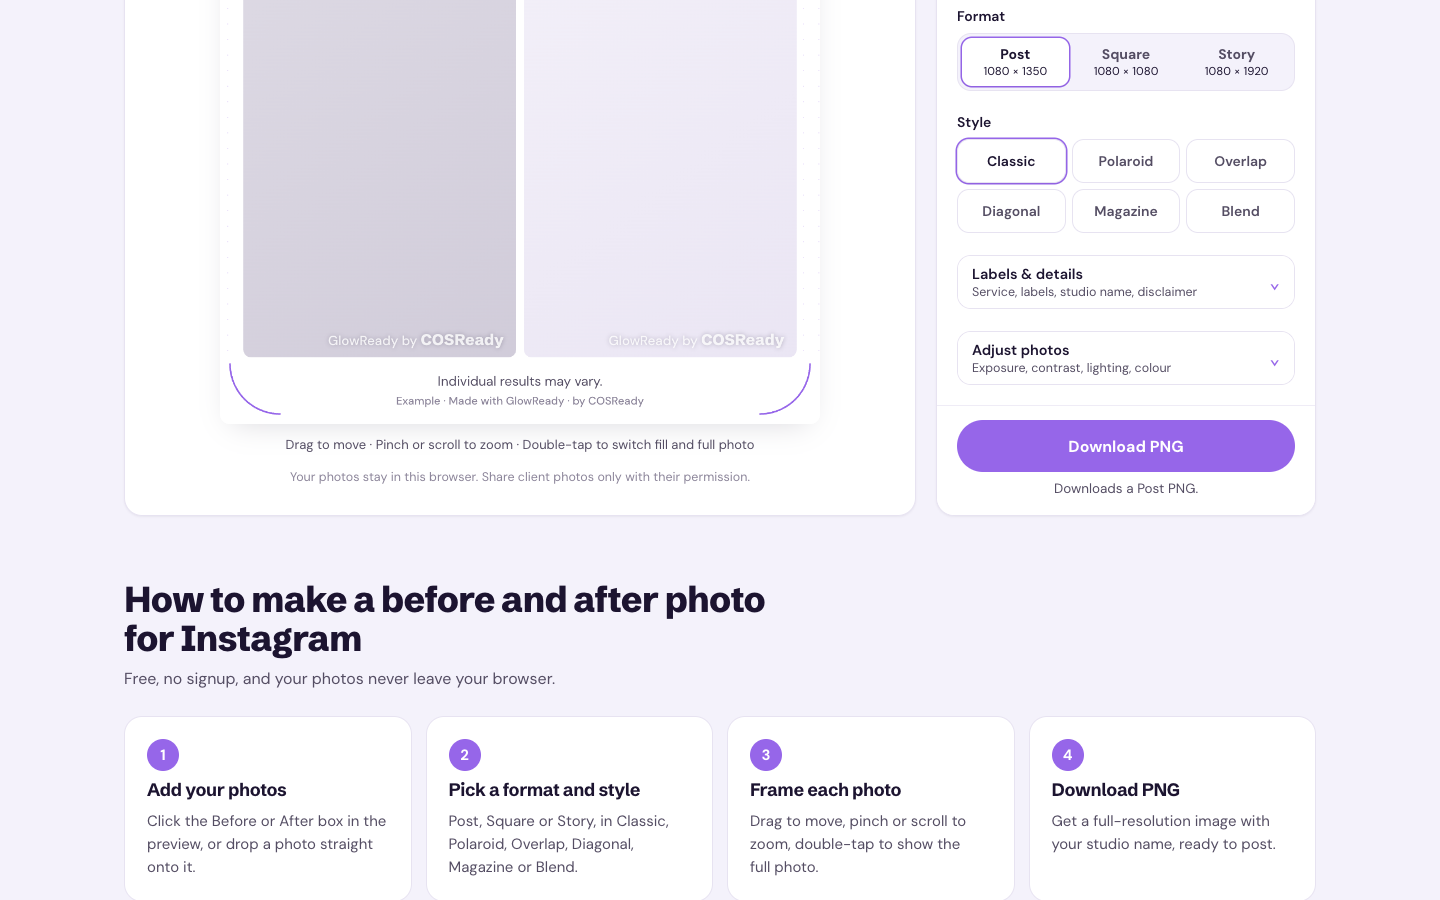 GlowReady by COSReady
GlowReady by COSReady
Individual results may vary.
Example · Made with GlowReady · by COSReady
Drag to move · Pinch or scroll to zoom · Double-tap to switch fill and full photo
Your photos stay in this browser. Share client photos only with their permission.
Format
Post
1080 × 1350
Square
1080 × 1080
Story
1080 × 1920
Style
Classic
Polaroid
Overlap
Diagonal
Magazine
Blend
Labels & details
Service, labels, studio name, disclaimer
Adjust photos
Exposure, contrast, lighting, colour
Download PNG
Downloads a Post PNG.
How to make a before and after photo
for Instagram
Free, no signup, and your photos never leave your browser.
1
Add your photos
Click the Before or After box in the
preview, or drop a photo straight
onto it.
2
Pick a format and style
Post, Square or Story, in Classic,
Polaroid, Overlap, Diagonal,
Magazine or Blend.
3
Frame each photo
Drag to move, pinch or scroll to
zoom, double-tap to show the
full photo.
4
Download PNG
Get a full-resolution image with
your studio name, ready to post.